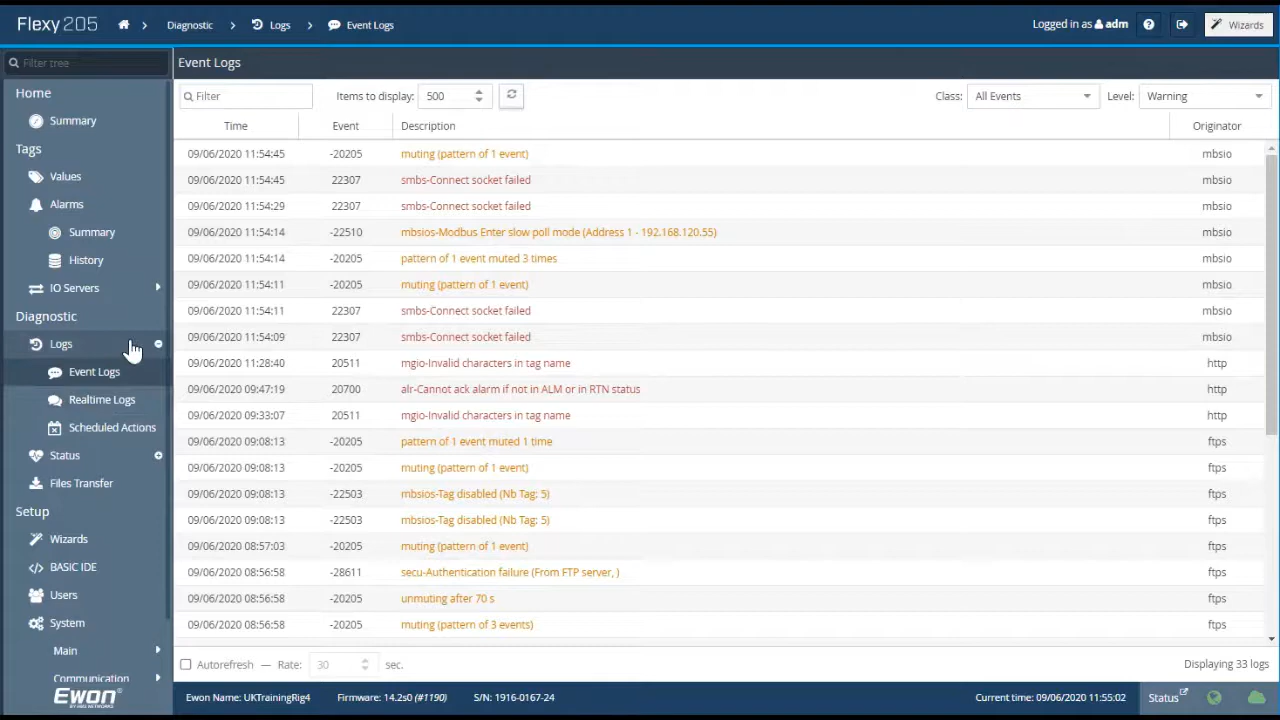 Flexy 205 Diagnostic Logs Event Logs Logged in as adm Wizards
Filter tree
Home
Summary
Tags
Values
Alarms
Summary
History
IO Servers
Diagnostic
Logs
Event Logs
Realtime Logs
Scheduled Actions
Status
Files Transfer
Setup
Wizards
BASIC IDE
Users
System
Main
Communication
Ewon
BY HMS NETWORKS
Event Logs
Filter Items to display: 500 Class: All Events Level: Warning
Time Event Description Originator
09/06/2020 11:54:45 -20205 muting (pattern of 1 event) mbsio
09/06/2020 11:54:45 22307 smbs-Connect socket failed mbsio
09/06/2020 11:54:29 22307 smbs-Connect socket failed mbsio
09/06/2020 11:54:14 -22510 mbsios-Modbus Enter slow poll mode (Address 1 - 192.168.120.55) mbsio
09/06/2020 11:54:14 -20205 pattern of 1 event muted 3 times mbsio
09/06/2020 11:54:11 -20205 muting (pattern of 1 event) mbsio
09/06/2020 11:54:11 22307 smbs-Connect socket failed mbsio
09/06/2020 11:54:09 22307 smbs-Connect socket failed mbsio
09/06/2020 11:28:40 20511 mgio-Invalid characters in tag name http
09/06/2020 09:47:19 20700 alr-Cannot ack alarm if not in ALM or in RTN status http
09/06/2020 09:33:07 20511 mgio-Invalid characters in tag name http
09/06/2020 09:08:13 -20205 pattern of 1 event muted 1 time ftps
09/06/2020 09:08:13 -20205 muting (pattern of 1 event) ftps
09/06/2020 09:08:13 -22503 mbsios-Tag disabled (Nb Tag: 5) ftps
09/06/2020 09:08:13 -22503 mbsios-Tag disabled (Nb Tag: 5) ftps
09/06/2020 08:57:03 -20205 muting (pattern of 1 event) ftps
09/06/2020 08:56:58 -28611 secu-Authentication failure (From FTP server, ) ftps
09/06/2020 08:56:58 -20205 unmuting after 70 s ftps
09/06/2020 08:56:58 -20205 muting (pattern of 3 events) ftps
Autorefresh — Rate: 30 sec. Displaying 33 logs
Ewon Name: UKTrainingRig4 Firmware: 14.2s0 (#1190) S/N: 1916-0167-24 Current time: 09/06/2020 11:55:02 Status